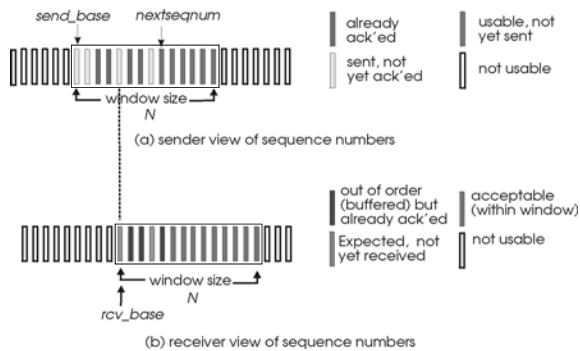 send_base
nextseqnum
already
ack'ed
usable, not
yet sent
sent, not
yet ack'ed
not usable
window size
N
(a) sender view of sequence numbers
out of order
(buffered) but
already ack'ed
acceptable
(within window)
Expected, not
yet received
not usable
window size
N
rcv_base
(b) receiver view of sequence numbers